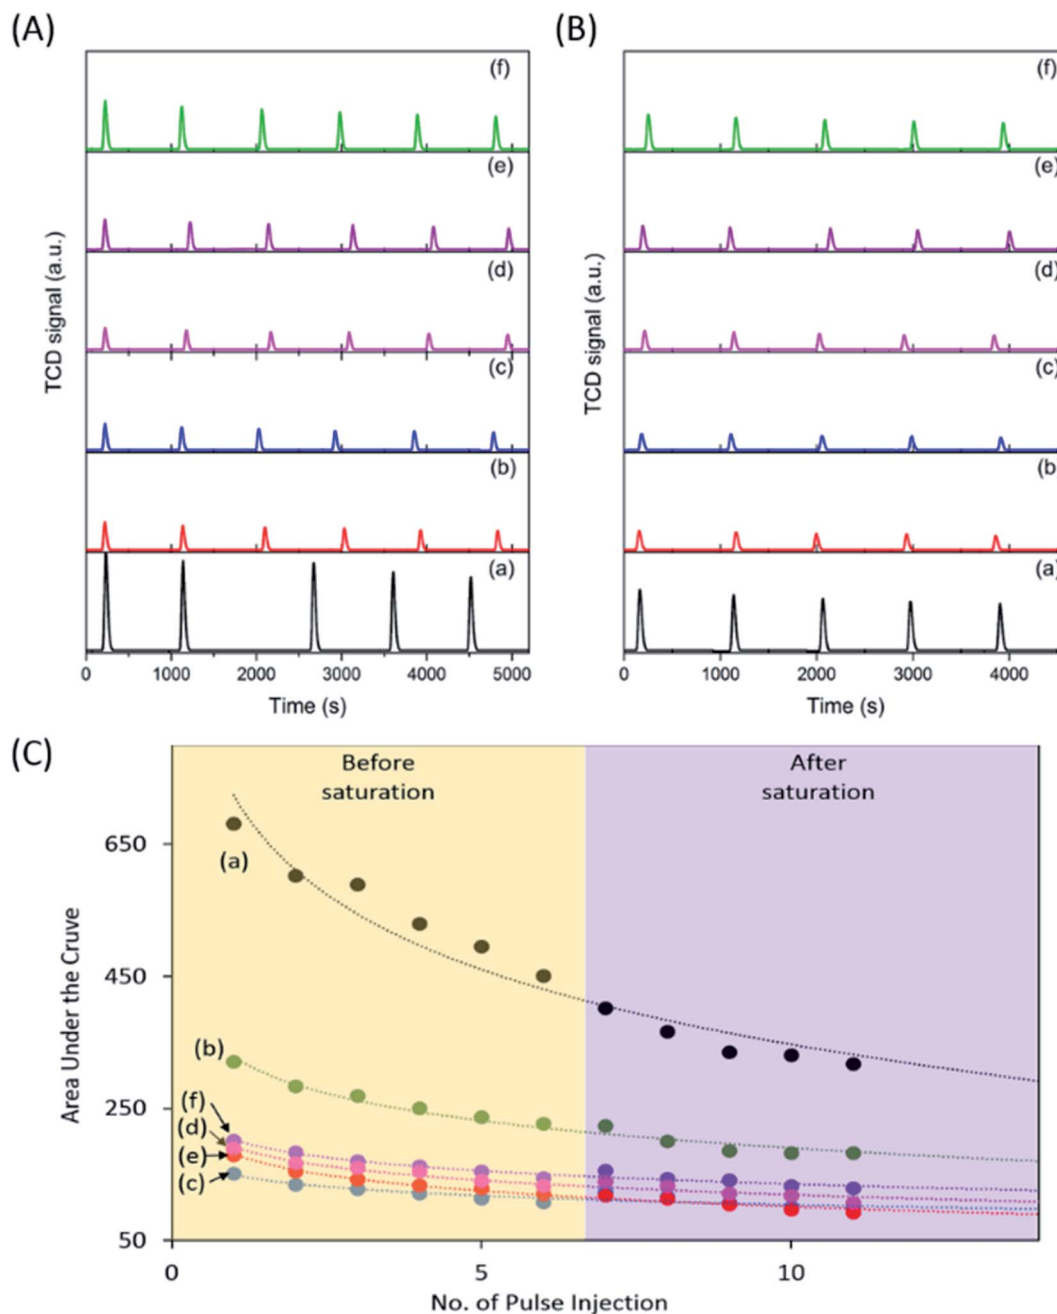 (A)
(f)
(e)
(d)
(c)
(b)
(a)
TCD signal (a.u.)
0 1000 2000 3000 4000 5000
Time (s)
(B)
(f)
(e)
(d)
(c)
(b
(a)
TCD signal (a.u.)
0 1000 2000 3000 4000
Time (s)
(C)
Before
saturation
After
saturation
650
450
250
50
Area Under the Cruve
(a)
(b)
(f)
(d)
(e)
(c)
0 5 10
No. of Pulse Injection